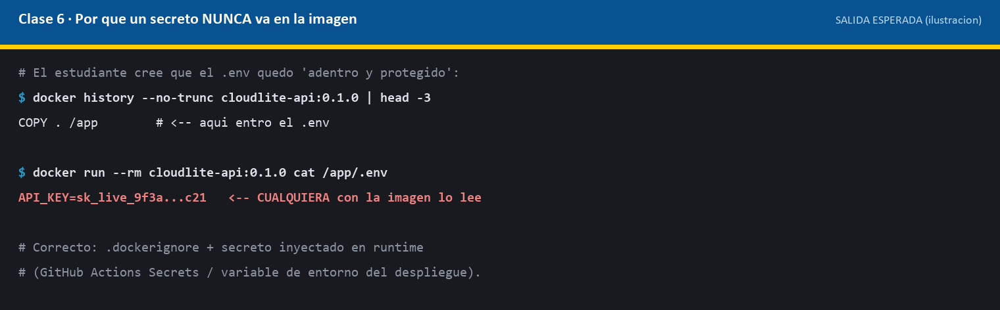 Clase 6 · Por que un secreto NUNCA va en la imagen
SALIDA ESPERADA (ilustracion)
# El estudiante cree que el .env quedo 'adentro y protegido':
$ docker history --no-trunc cloudlite-api:0.1.0 | head -3
COPY . /app        # <-- aqui entro el .env
$ docker run --rm cloudlite-api:0.1.0 cat /app/.env
API_KEY=sk_live_9f3a...c21   <-- CUALQUIERA con la imagen lo lee
# Correcto: .dockerignore + secreto inyectado en runtime
# (GitHub Actions Secrets / variable de entorno del despliegue).